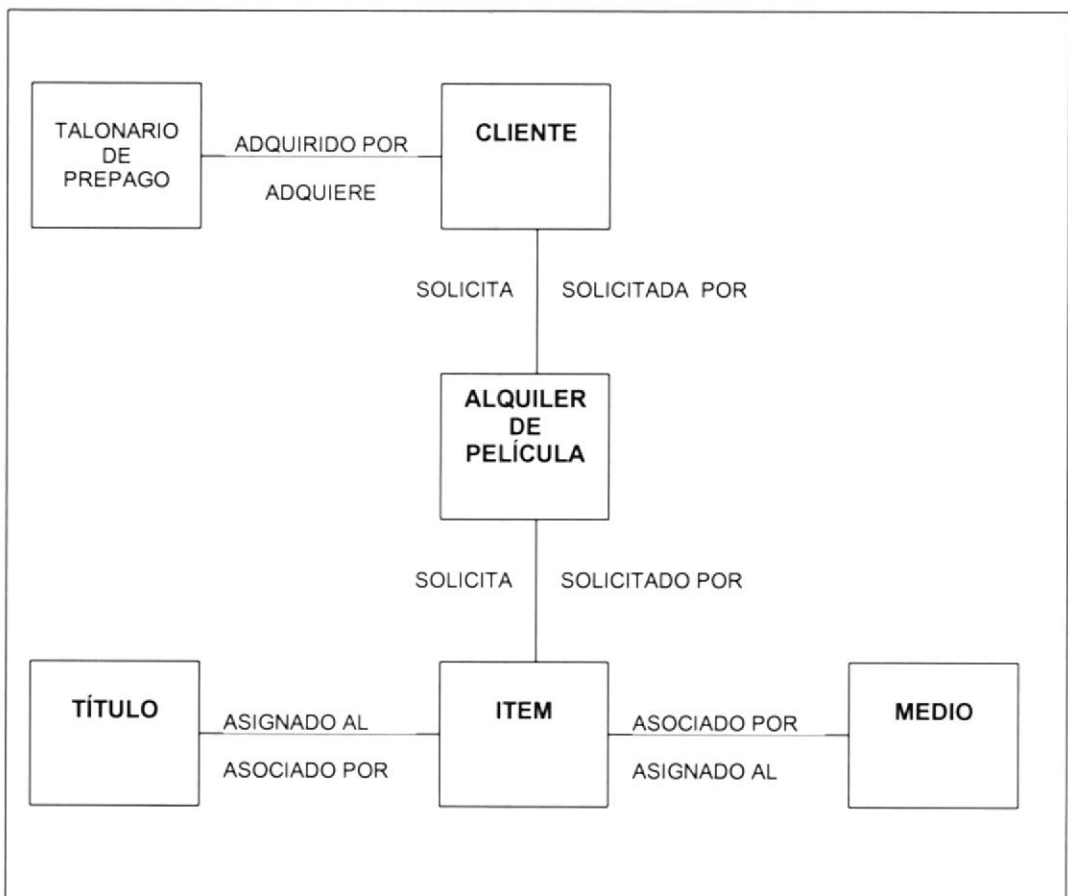 TALONARIO
DE
PREPAGO
ADQUIRIDO POR
ADQUIERE
CLIENTE
SOLICITA
SOLICITADA POR
ALQUILER
DE
PELÍCULA
SOLICITA
SOLICITADO POR
TÍTULO
ASIGNADO AL
ASOCIADO POR
ITEM
ASOCIADO POR
ASIGNADO AL
MEDIO